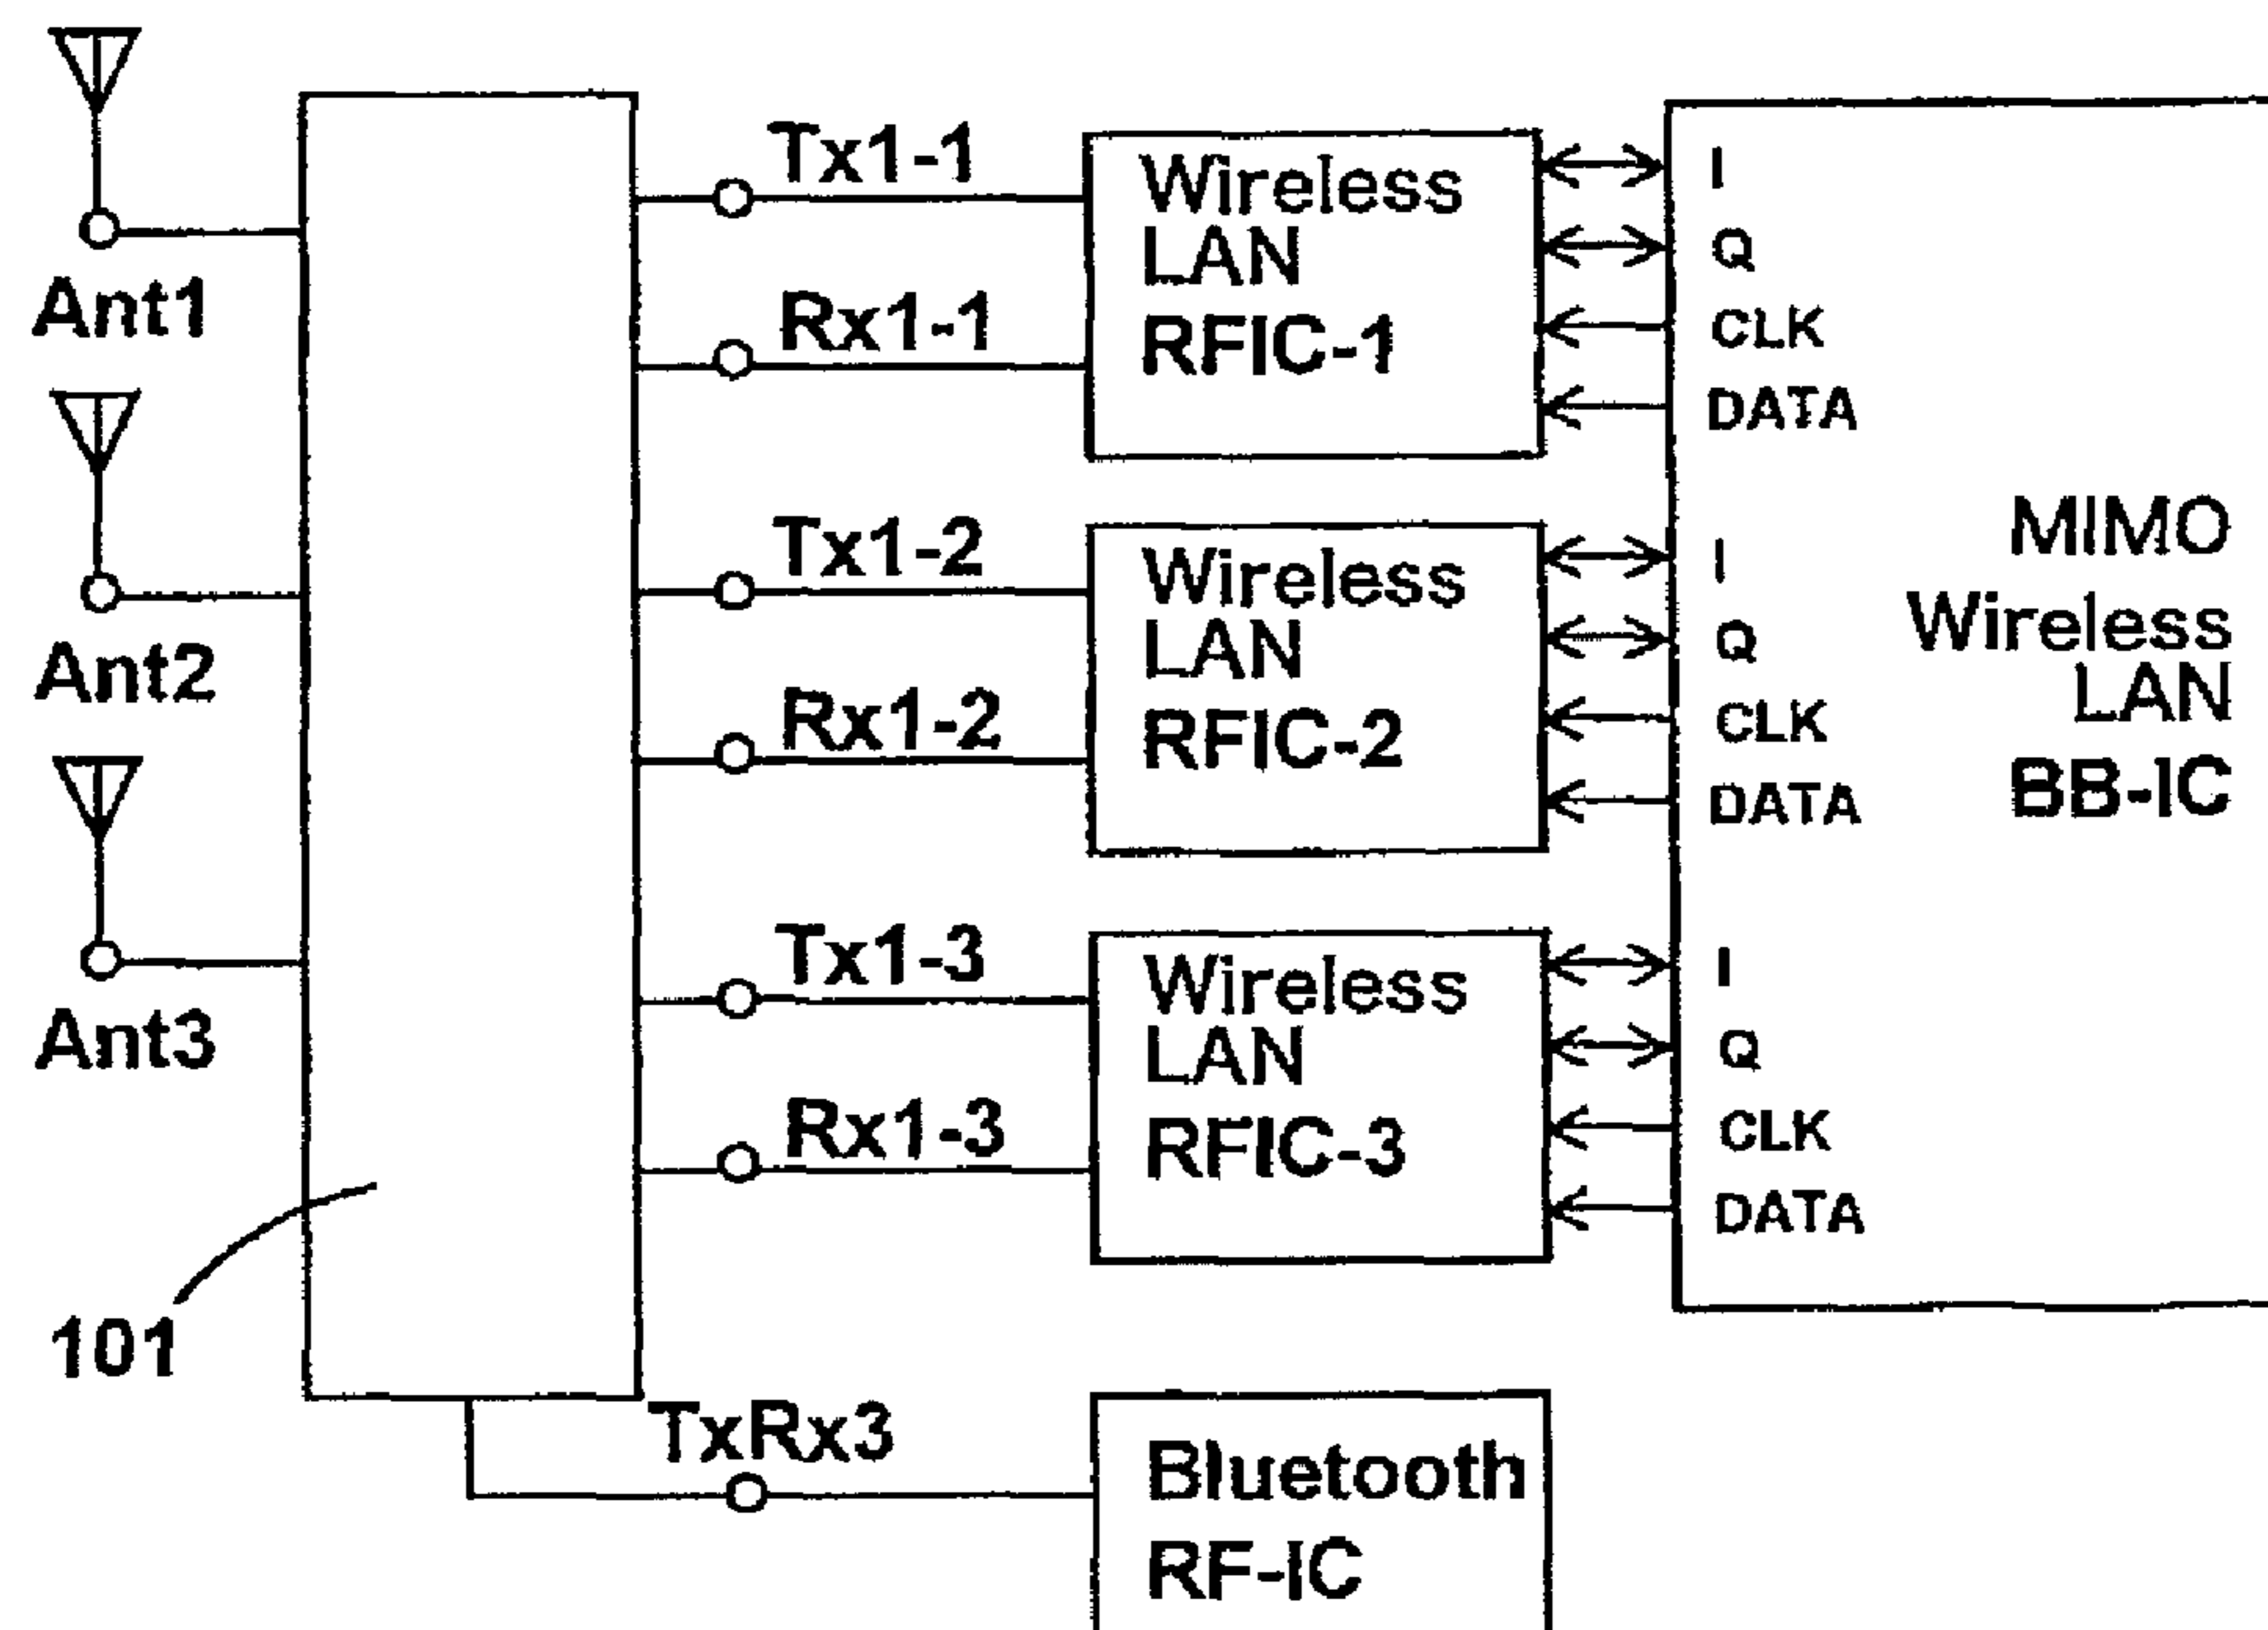 Ant1
Ant2
Ant3
101
Tx1-1
Rx1-1
Tx1-2
Rx1-2
Tx1-3
Rx1-3
TxRx3
Wireless
LAN
RFIC-1
Wireless
LAN
RFIC-2
Wireless
LAN
RFIC-3
Bluetooth
RF-IC
I
Q
CLK
DATA
I
Q
CLK
DATA
I
Q
CLK
DATA
MIMO
Wireless
LAN
BB-IC